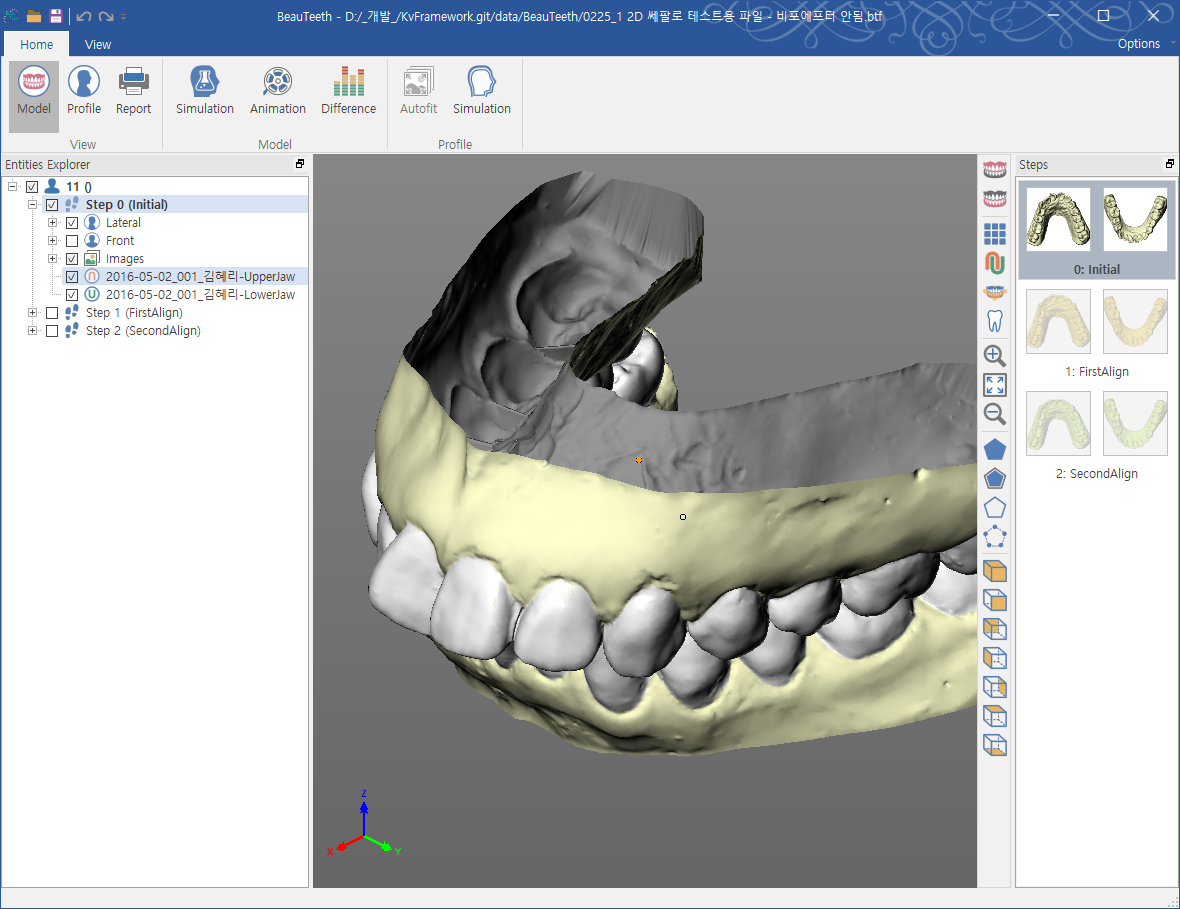 BeauTeeth - D:/_개발_/KvFramework.git/data/BeauTeeth/0225_1 2D 쎄팔로 테스트용 파일 - 비포에프터 안됨.btf
Home View
Options
Model Profile Report Simulation Animation Difference Autofit Simulation
View Model Profile
Entities Explorer
11 ()
Step 0 (Initial)
Lateral
Front
Images
2016-05-02_001_김혜리-UpperJaw
2016-05-02_001_김혜리-LowerJaw
Step 1 (FirstAlign)
Step 2 (SecondAlign)
Z
X
Y
Steps
0: Initial
1: FirstAlign
2: SecondAlign